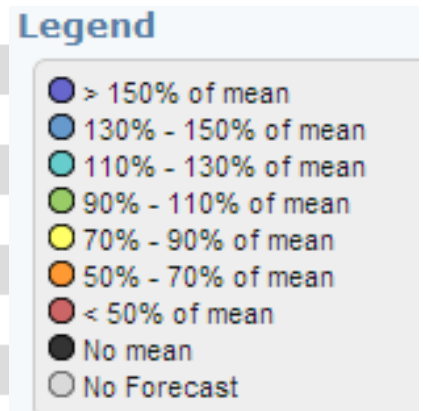 Legend
> 150% of mean
130% - 150% of mean
110% - 130% of mean
90% - 110% of mean
70% - 90% of mean
50% - 70% of mean
< 50% of mean
No mean
No Forecast